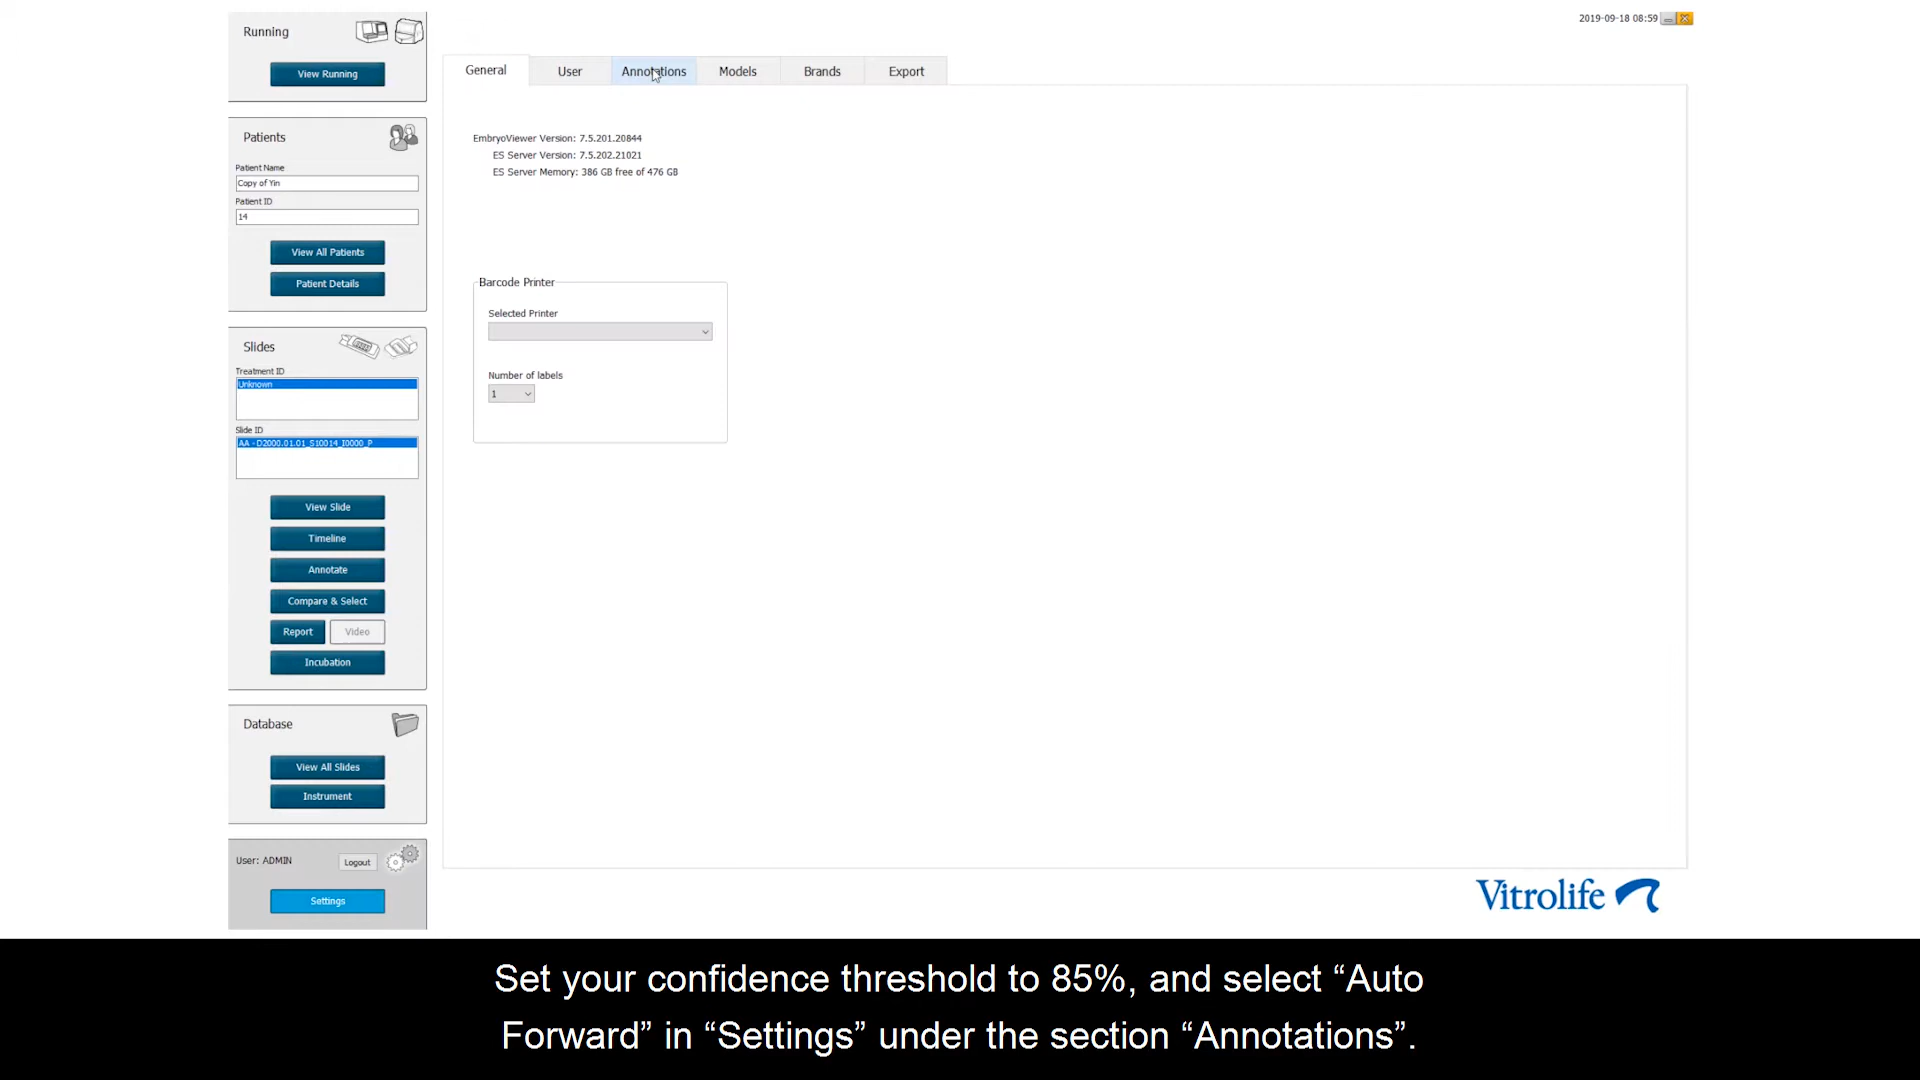 2019-09-18 08:59
Running
View Running
General
User
Annotations
Models
Brands
Export
EmbryoViewer Version: 7.5.201.20844
ES Server Version: 7.5.202.21021
ES Server Memory: 386 GB free of 476 GB
Patients
Patient Name
Copy of Yin
Patient ID
14
View All Patients
Patient Details
Barcode Printer
Selected Printer
Number of labels
1
Slides
Treatment ID
Unknown
Slide ID
AA - D2000.01.01_S10014_I0000_P
View Slide
Timeline
Annotate
Compare & Select
Report
Video
Incubation
Database
View All Slides
Instrument
User: ADMIN
Logout
Settings
Vitrolife
Set your confidence threshold to 85%, and select “Auto
Forward” in “Settings” under the section “Annotations”.